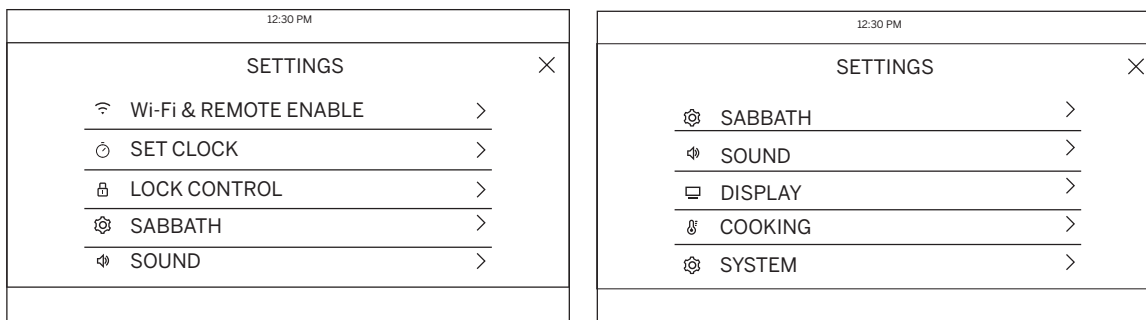 12:30 PM
SETTINGS
Wi-Fi & REMOTE ENABLE
SET CLOCK
LOCK CONTROL
SABBATH
SOUND
12:30 PM
SETTINGS
SABBATH
SOUND
DISPLAY
COOKING
SYSTEM